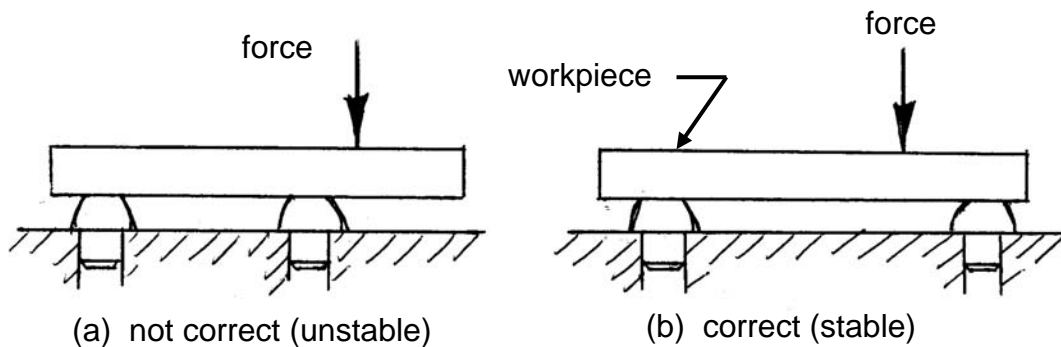 force
force
workpiece
(a) not correct (unstable)
(b) correct (stable)